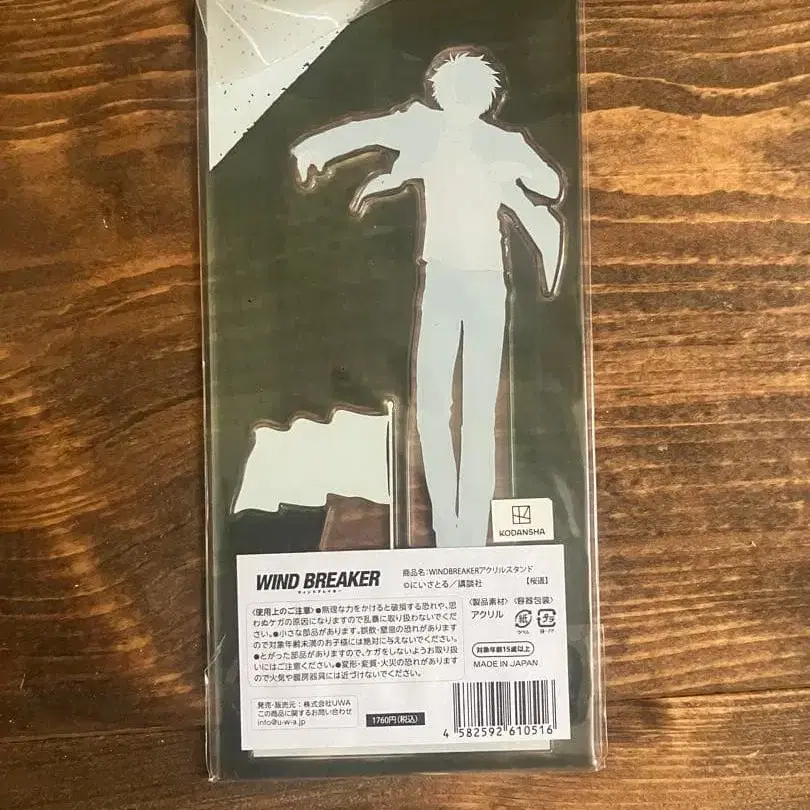 KODANSHA
WIND BREAKER
ウィンドブレイカー
商品名:WINDBREAKERアクリルスタンド
©にいさとる／講談社
【桜遥】
〈使用上のご注意〉●無理な力をかけると破損する恐れや、思
わぬケガの原因になりますので乱暴に取り扱わないでくだ
さい。●小さな部品があります。誤飲・窒息の恐れがあります
ので対象年齢未満のお子様には絶対に与えないでください。
●とがった部品がありますので、ケガをしないようお取り扱
いにはご注意ください。●変形・変質・火災の恐れがあります
ので火気や暖房器具には近づけないでください。
〈製品素材〉
アクリル
〈容器包装〉
紙
ラベル
プラ
対象年齢15歳以上
MADE IN JAPAN
発売・販売元：株式会社UWA
この商品に関するお問い合わせ
info@u-w-a.jp
1760円(税込)
4 582592 610516